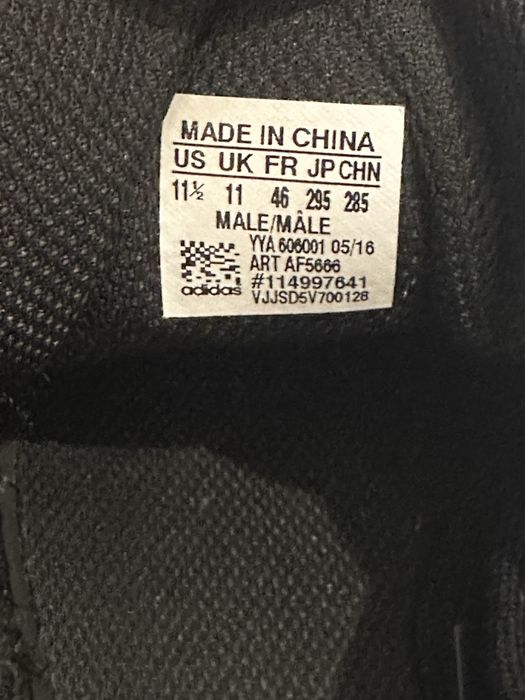 MADE IN CHINA
US UK FR JP CHN
11½ 11 46 295 285
MALE/MÂLE
YYA 606001 05/16
ART AF5666
#114997641
adidas VJJSD5V700128